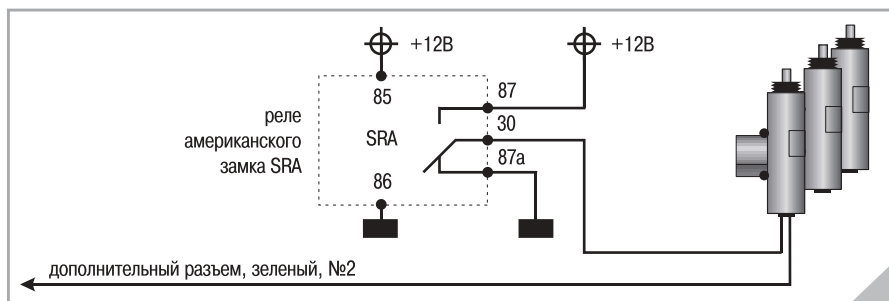 +12В
+12В
85
87
реле
американского
замка SRA
SRA
30
87а
86
дополнительный разъем, зеленый, №2